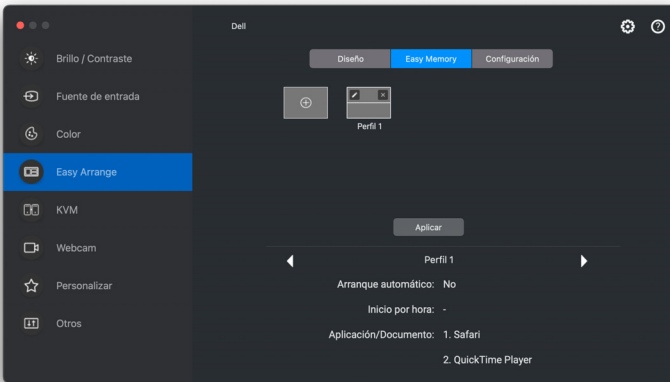 Dell
Brillo / Contraste
Fuente de entrada
Color
Easy Arrange
KVM
Webcam
Personalizar
Otros
Diseño
Easy Memory
Configuración
Perfil 1
Aplicar
Perfil 1
Arranque automático: No
Inicio por hora: -
Aplicación/Documento: 1. Safari
2. QuickTime Player